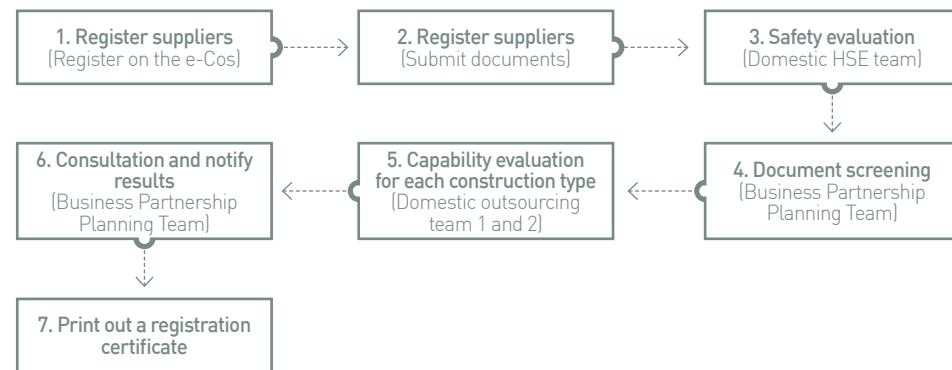 1. Register suppliers
(Register on the e-Cos)
2. Register suppliers
(Submit documents)
3. Safety evaluation
(Domestic HSE team)
4. Document screening
(Business Partnership
Planning Team)
5. Capability evaluation
for each construction type
(Domestic outsourcing
team 1 and 2)
6. Consultation and notify
results
(Business Partnership
Planning Team)
7. Print out a registration
certificate